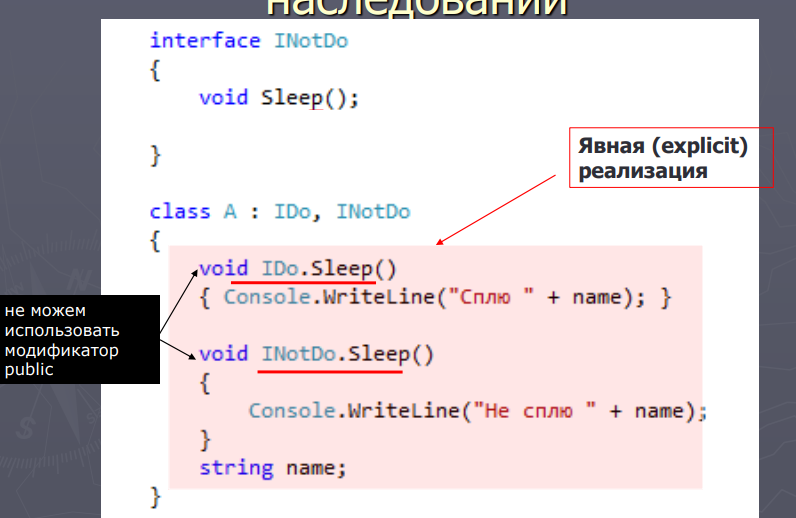 наследовании
interface INotDo
{
void Sleep();
}
Явная (explicit)
реализация
class A : IDo, INotDo
{
void IDo.Sleep()
{ Console.WriteLine("Сплю " + name); }
не можем
использовать
модификатор
public
void INotDo.Sleep()
{
Console.WriteLine("Не сплю " + name);
}
string name;
}